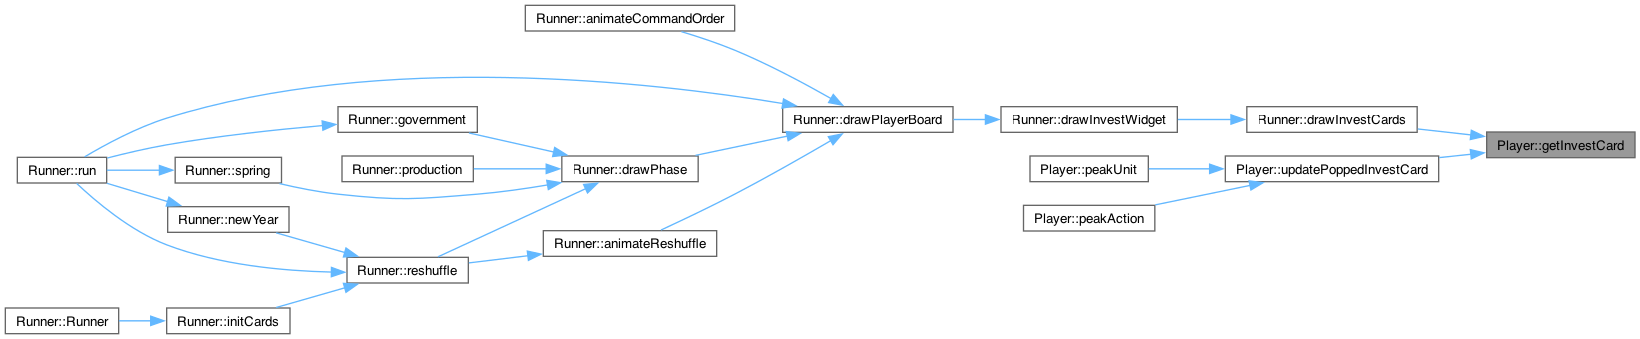 Runner::animateCommandOrder
Runner::government
Runner::drawPlayerBoard
Runner::drawInvestWidget
Runner::drawInvestCards
Player::getInvestCard
Runner::run
Runner::spring
Runner::production
Runner::drawPhase
Player::peakUnit
Player::updatePoppedInvestCard
Runner::newYear
Player::peakAction
Runner::animateReshuffle
Runner::reshuffle
Runner::Runner
Runner::initCards